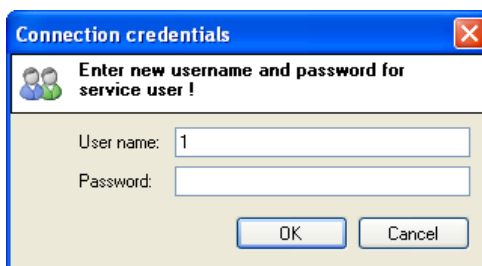 Connection credentials
Enter new username and password for
service user !
User name: 1
Password:
OK Cancel